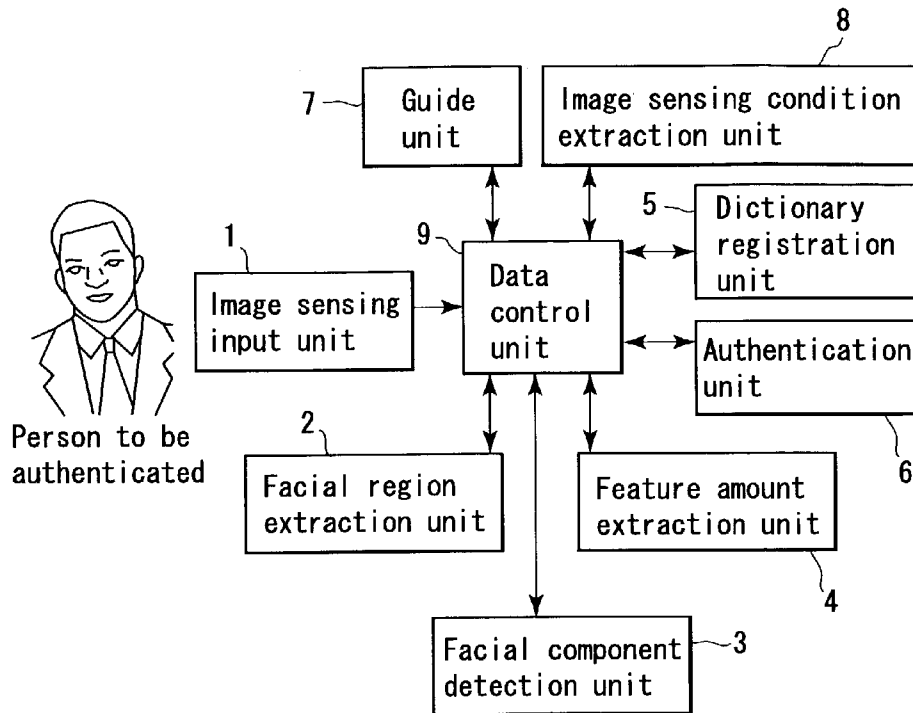 8
7
Guide
unit
Image sensing condition
extraction unit
5
Dictionary
registration
unit
1
9
Image sensing
input unit
Data
control
unit
Authentication
unit
6
Person to be
authenticated
2
Facial region
extraction unit
Feature amount
extraction unit
4
Facial component
detection unit
3